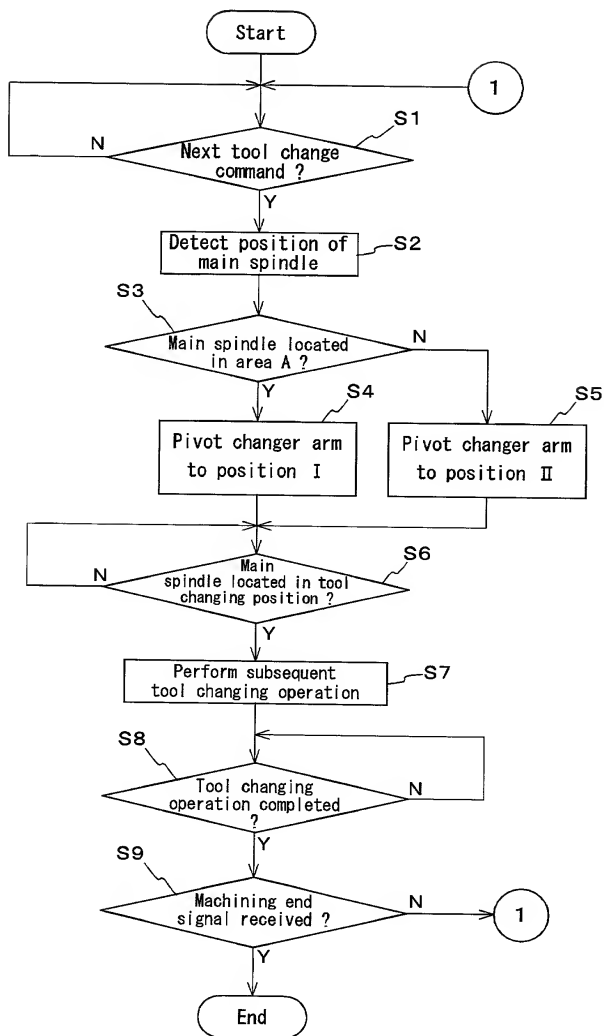 Start
1
S1
N
Next tool change
command ?
Y
Detect position of
main spindle
S2
S3
Main spindle located
in area A ?
N
Y
S4
S5
Pivot changer arm
to position Ⅰ
Pivot changer arm
to position Ⅱ
S6
N
Main
spindle located in tool
changing position ?
Y
Perform subsequent
tool changing operation
S7
S8
Tool changing
operation completed
?
N
Y
S9
Machining end
signal received ?
N
1
Y
End